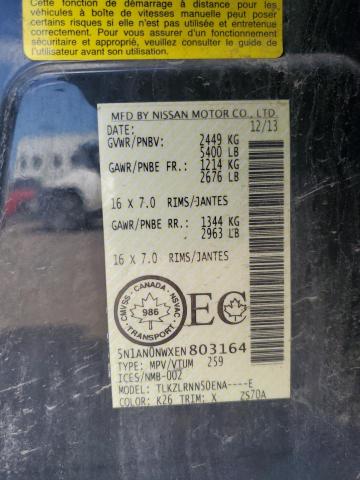 Cette fonction de démarrage à distance pour les
véhicules à boîte de vitesses manuelle peut poser
certains risques si elle n'est pas utilisée et entretenue
correctement. Pour vous assurer d'un fonctionnement
sécuritaire et approprié, veuillez consulter le guide de
l'utilisateur avant utilisation.
MFD BY NISSAN MOTOR CO., LTD.
DATE: 12/13
GVWR/PNBV: 2449 KG
5400 LB
GAWR/PNBE FR.: 1214 KG
2676 LB
16 X 7.0 RIMS/JANTES
GAWR/PNBE RR.: 1344 KG
2963 LB
16 X 7.0 RIMS/JANTES
CMVSS - CANADA - NSVAC
986
TRANSPORT
EC
5N1AN0NWXEN803164
TYPE: MPV/VTUM 259
ICES/NMB-002
MODEL: TLKZLRNNSOENA----E
COLOR: K26 TRIM: X ZS70A